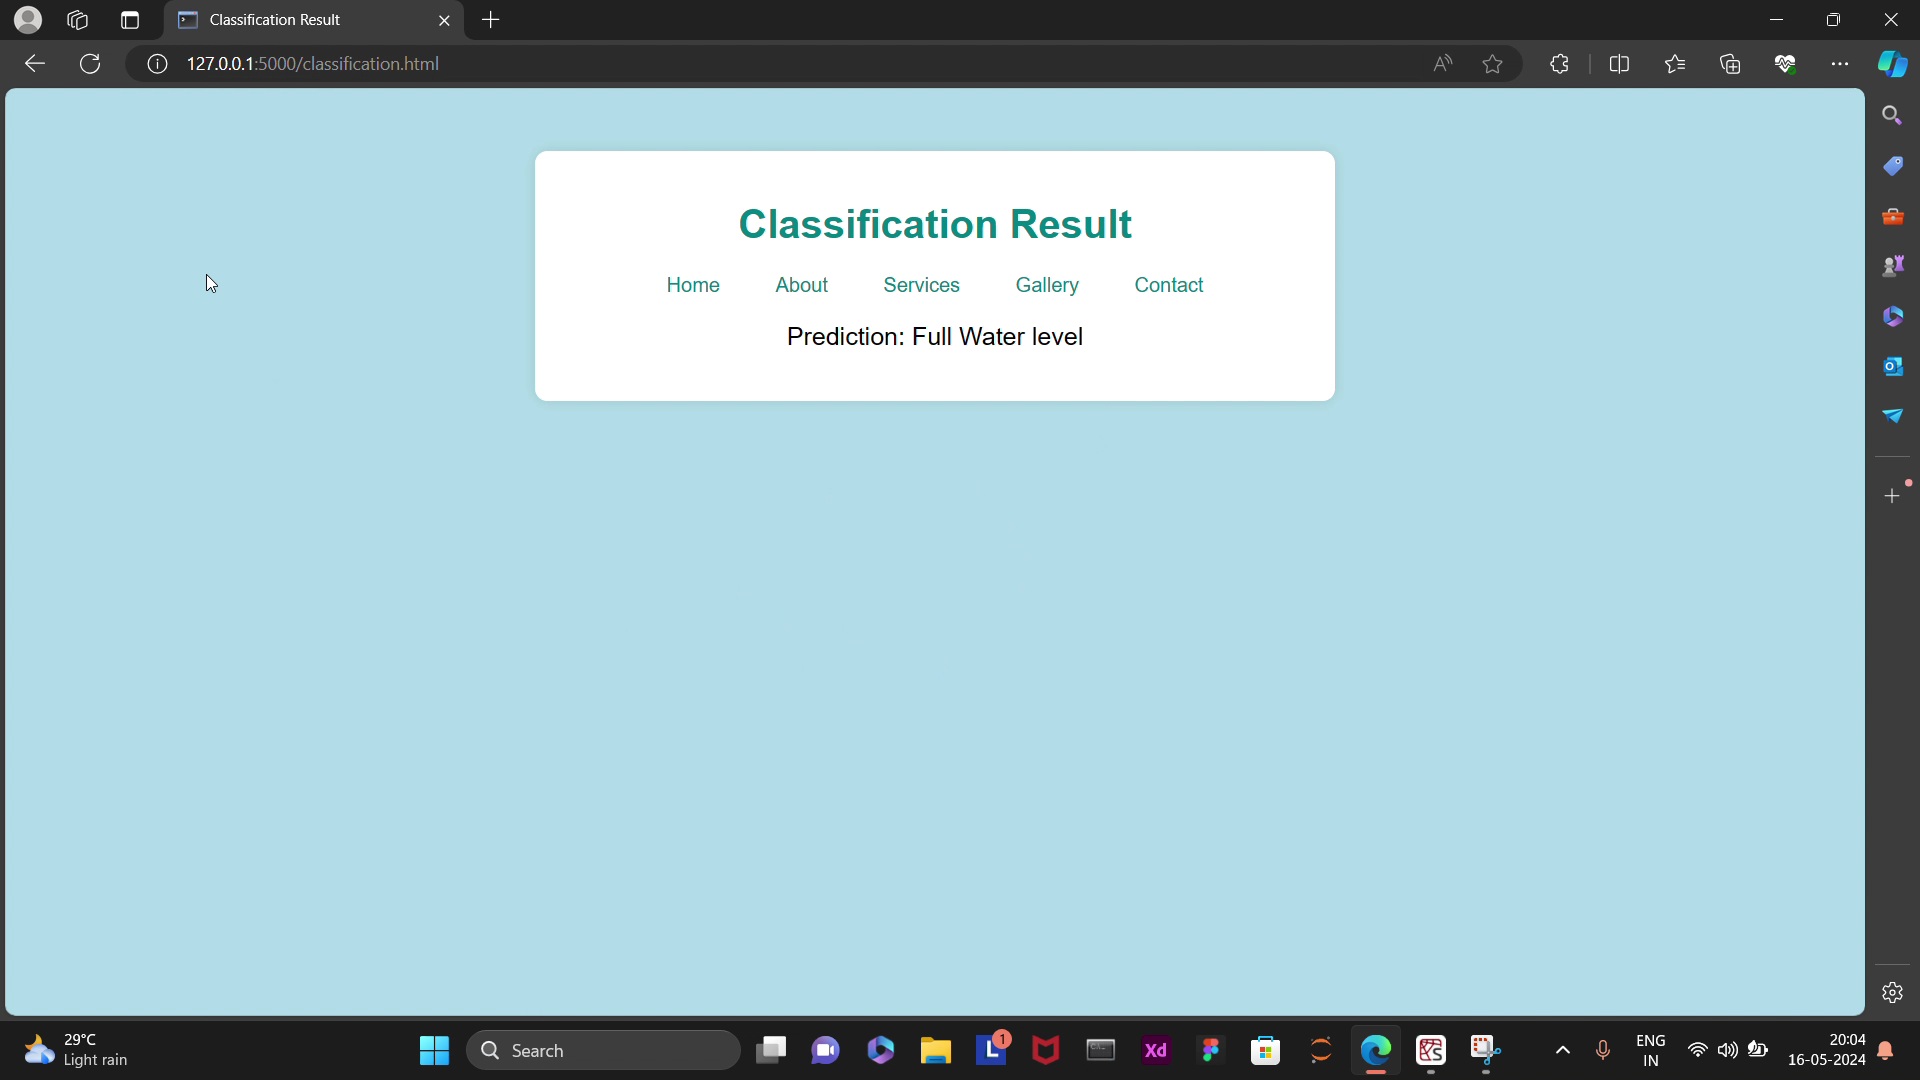 Classification Result
127.0.0.1:5000/classification.html
Classification Result
Home About Services Gallery Contact
Prediction: Full Water level
29°C
Light rain
Search
1
L
Xd
ENG
IN
20:04
16-05-2024